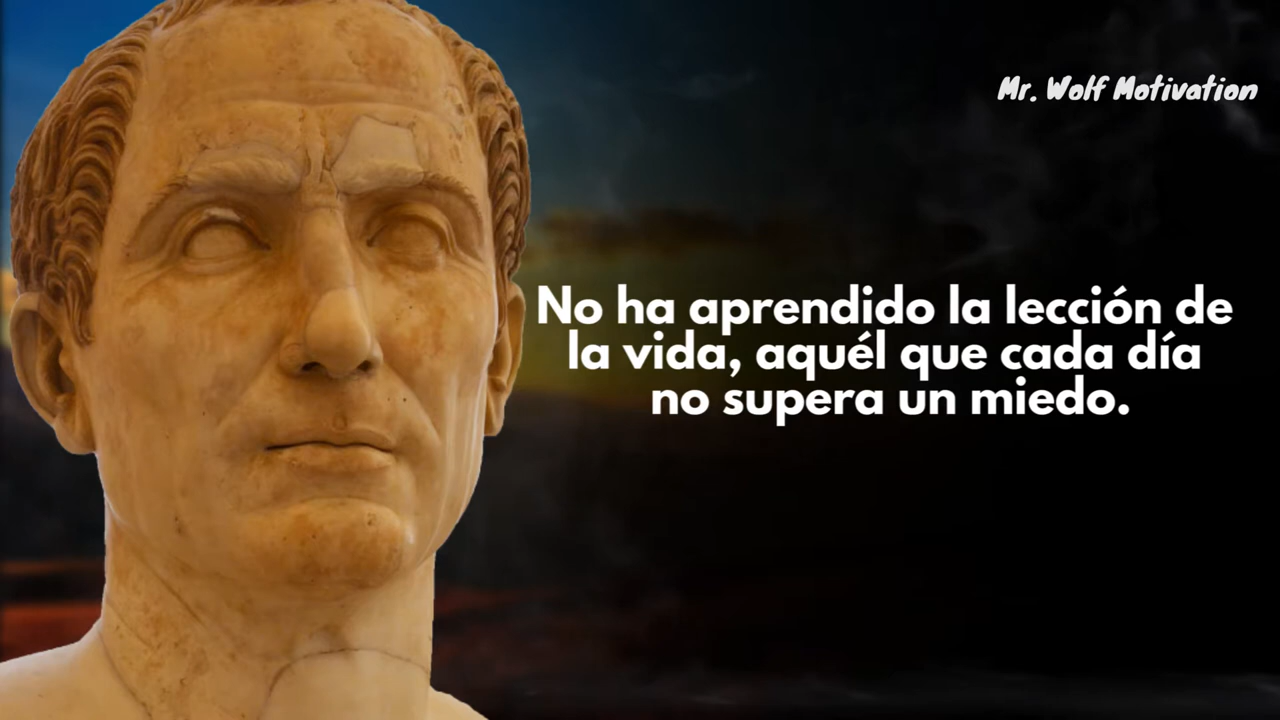 Mr. Wolf Motivation
No ha aprendido la lección de
la vida, aquél que cada día
no supera un miedo.